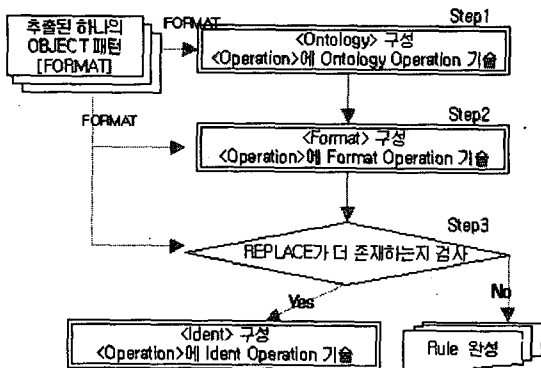 추출된 하나의
OBJECT 패턴
[FORMAT]
FORMAT
Step1
<Ontology> 구성
<Operation>에 Ontology Operation 기술
FORMAT
Step2
<Format> 구성
<Operation>에 Format Operation 기술
Step3
REPLACE가 더 존재하는지 검사
Yes
No
<Ident> 구성
<Operation>에 Ident Operation 기술
Rule 완성